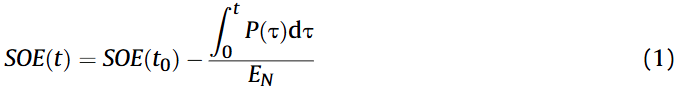 SOE(t) = SOE(t₀) − ∫₀ᵗ P(τ)dτ / E_N (1)